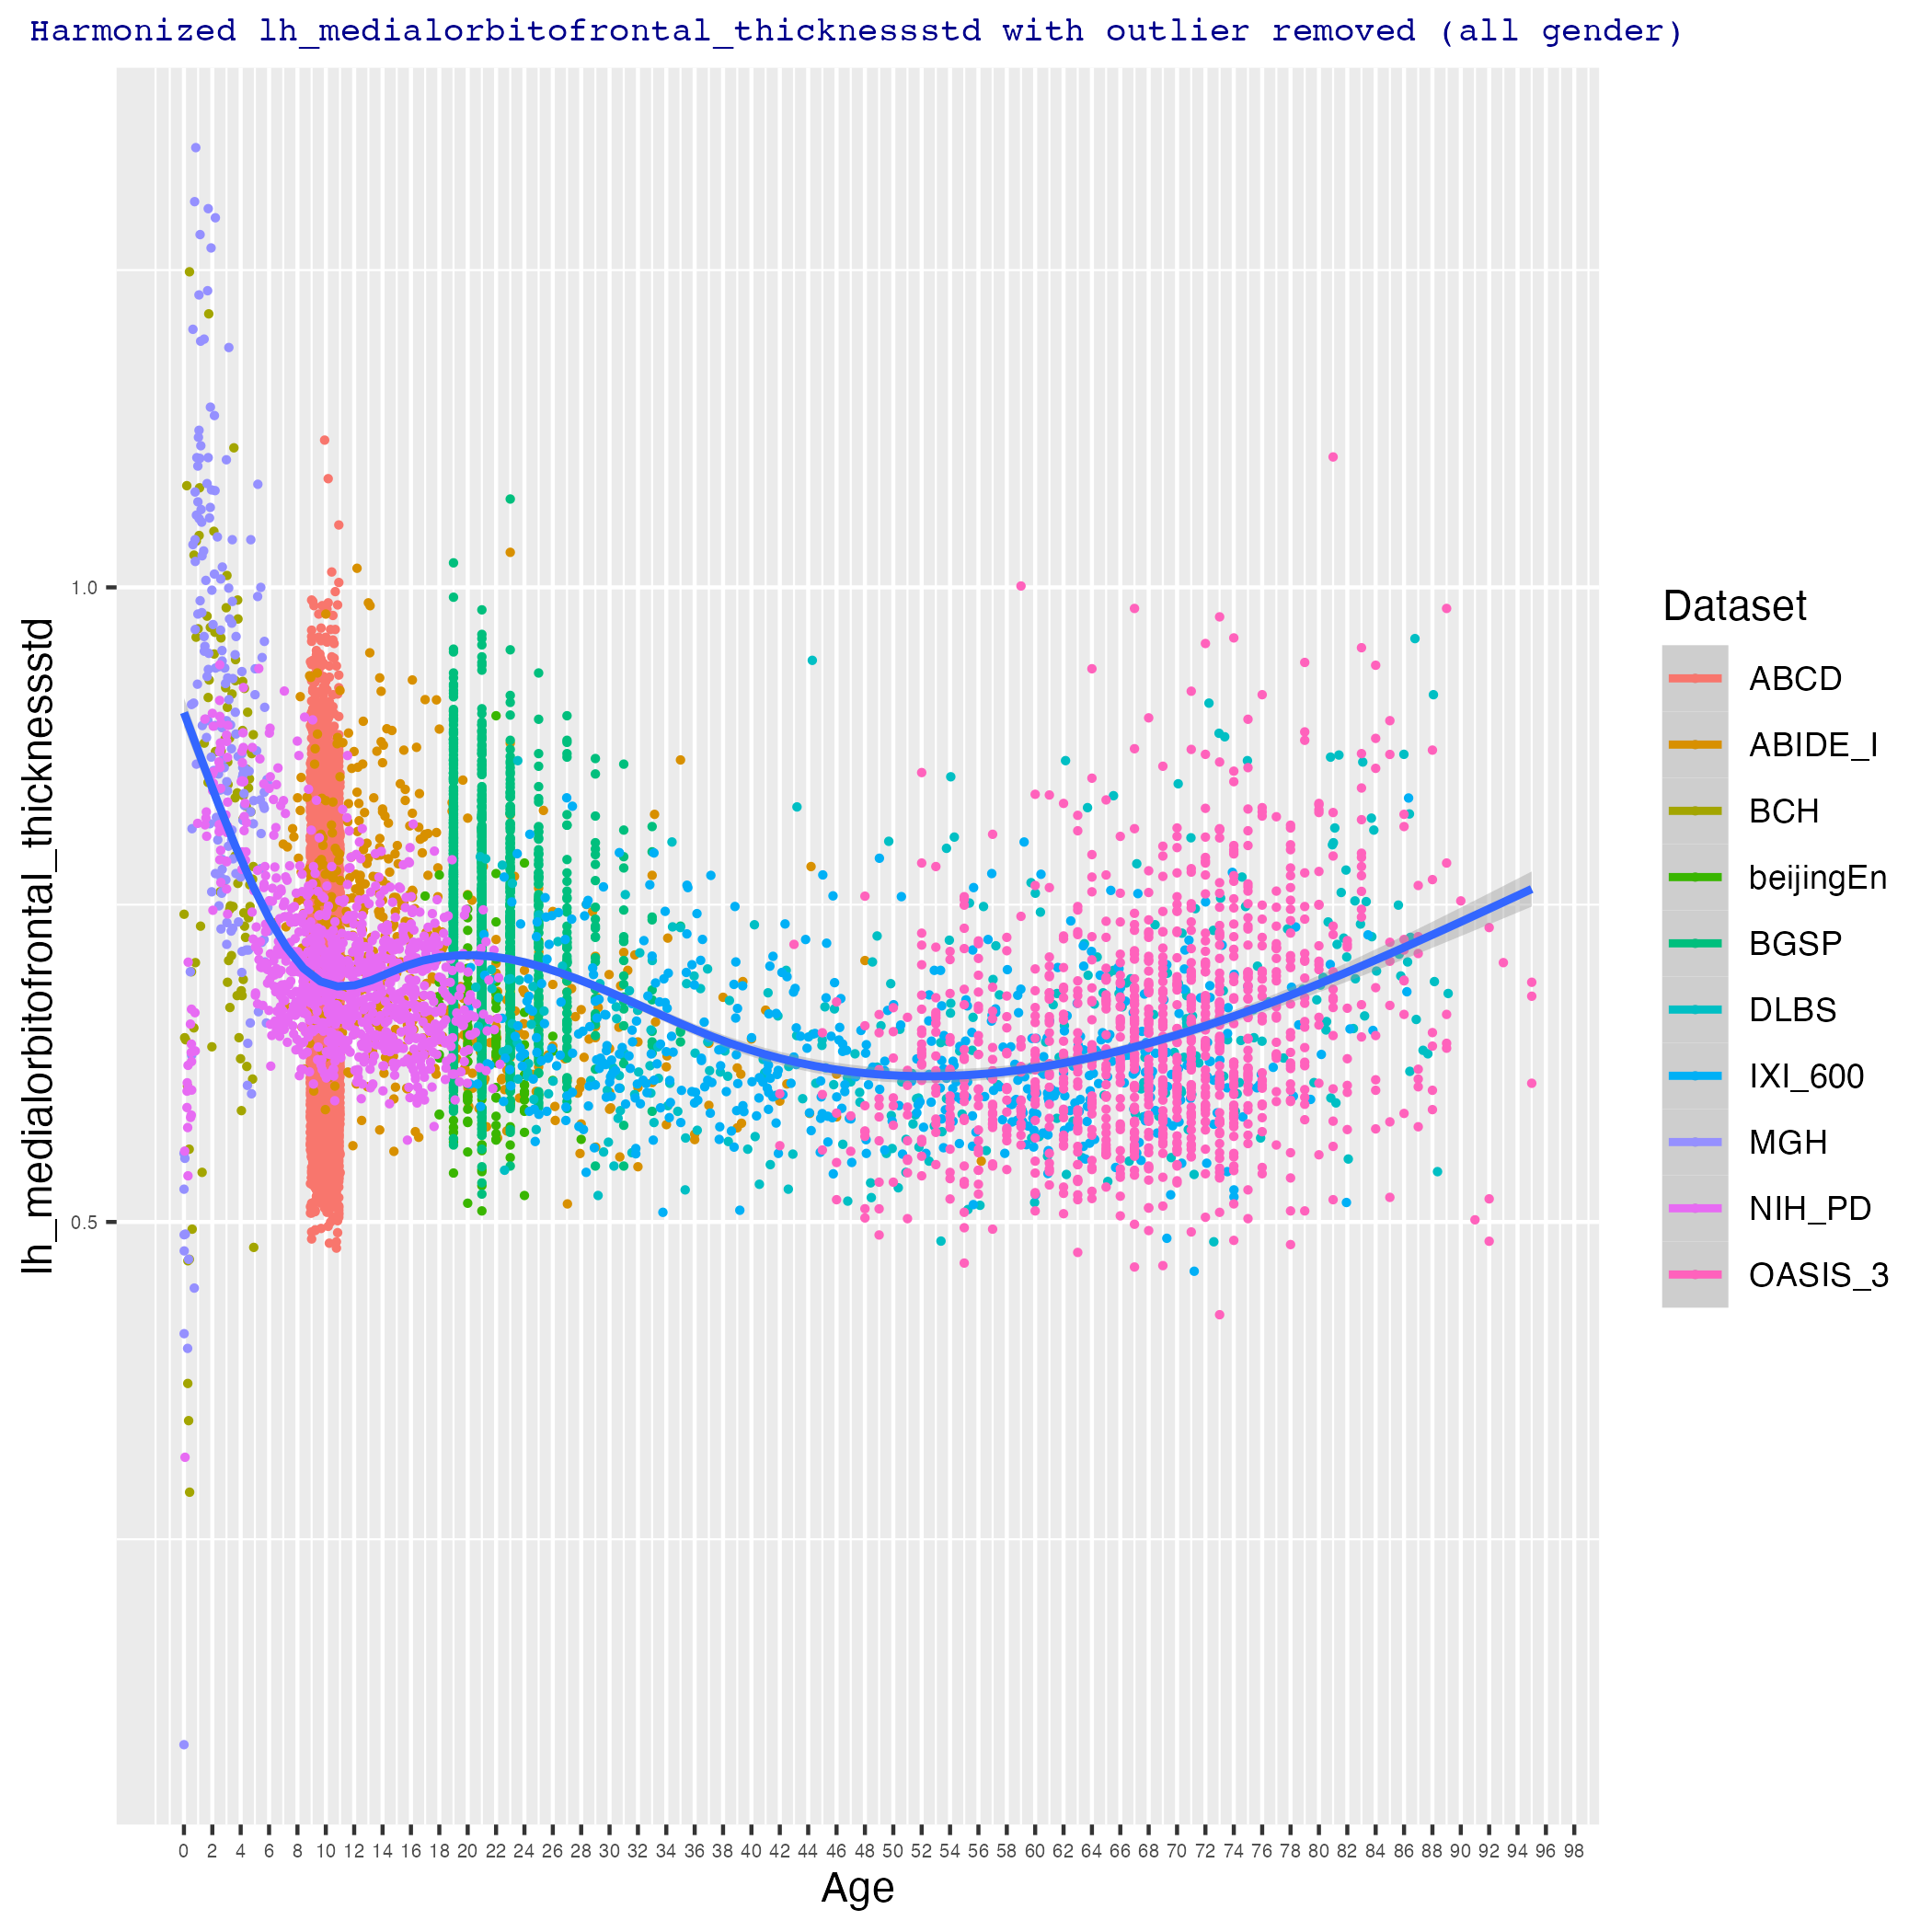 Harmonized lh_medialorbitofrontal_thicknessstd with outlier removed (all gender)
lh_medialorbitofrontal_thicknessstd
1.0
0.5
0 2 4 6 8 10 12 14 16 18 20 22 24 26 28 30 32 34 36 38 40 42 44 46 48 50 52 54 56 58 60 62 64 66 68 70 72 74 76 78 80 82 84 86 88 90 92 94 96 98
Age
Dataset
ABCD
ABIDE_I
BCH
beijingEn
BGSP
DLBS
IXI_600
MGH
NIH_PD
OASIS_3